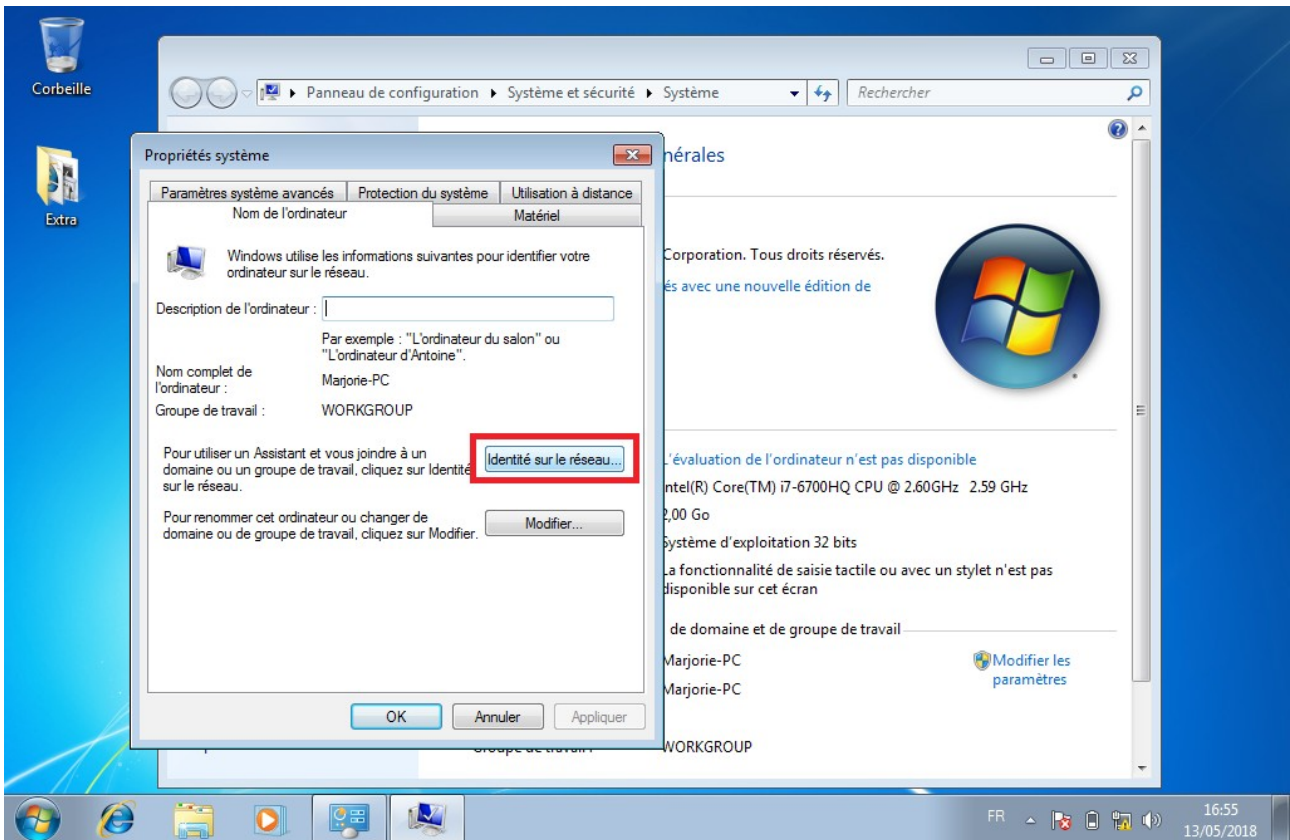 Corbeille
Extra
Panneau de configuration
Système et sécurité
Système
Rechercher
Propriétés système
Paramètres système avancés
Protection du système
Utilisation à distance
Nom de l'ordinateur
Matériel
Windows utilise les informations suivantes pour identifier votre
ordinateur sur le réseau.
Description de l'ordinateur :
Par exemple : "L'ordinateur du salon" ou
"L'ordinateur d'Antoine".
Nom complet de
l'ordinateur :
Marjorie-PC
Groupe de travail :
WORKGROUP
Pour utiliser un Assistant et vous joindre à un
domaine ou un groupe de travail, cliquez sur Identité
sur le réseau.
Identité sur le réseau...
Pour renommer cet ordinateur ou changer de
domaine ou de groupe de travail, cliquez sur Modifier.
Modifier...
OK
Annuler
Appliquer
nérales
Corporation. Tous droits réservés.
és avec une nouvelle édition de
L'évaluation de l'ordinateur n'est pas disponible
ntel(R) Core(TM) i7-6700HQ CPU @ 2.60GHz 2.59 GHz
2,00 Go
Système d'exploitation 32 bits
La fonctionnalité de saisie tactile ou avec un stylet n'est pas
disponible sur cet écran
de domaine et de groupe de travail
Marjorie-PC
Modifier les
paramètres
Marjorie-PC
WORKGROUP
FR
16:55
13/05/2018